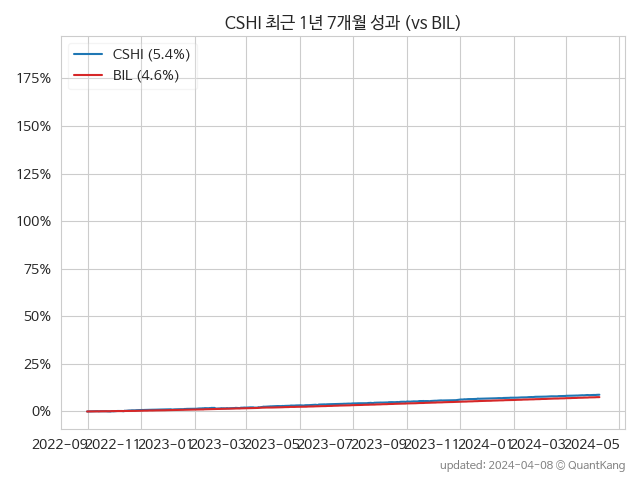 CSHI 최근 1년 7개월 성과 (vs BIL)
CSHI (5.4%)
BIL (4.6%)
175%
150%
125%
100%
75%
50%
25%
0%
2022-09 2022-11 2023-01 2023-03 2023-05 2023-07 2023-09 2023-11 2024-01 2024-03 2024-05
updated: 2024-04-08 © QuantKang